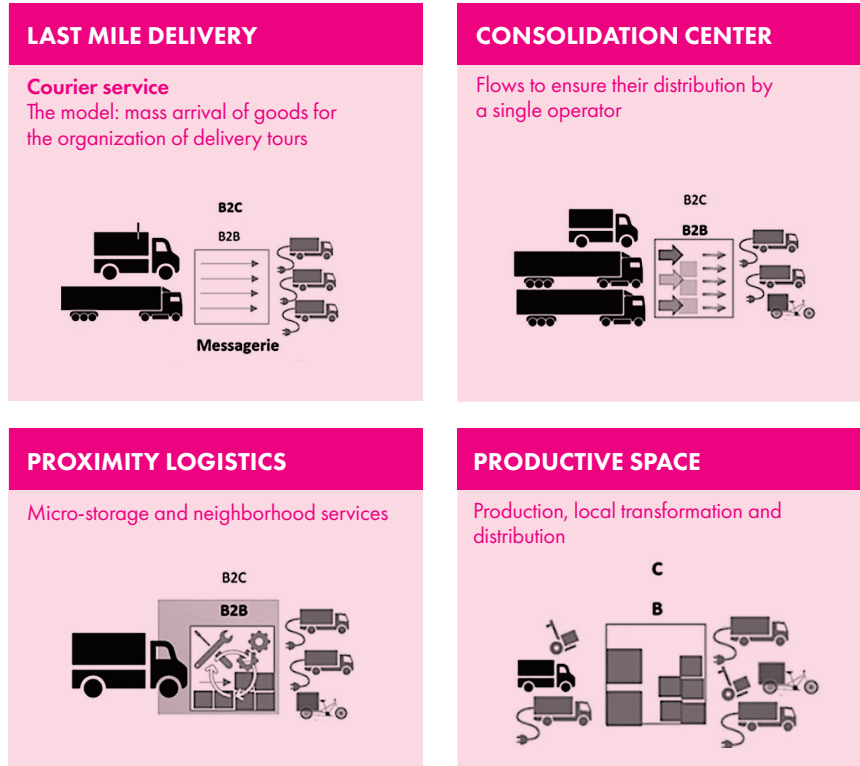 LAST MILE DELIVERY
Courier service
The model: mass arrival of goods for
the organization of delivery tours
B2C
B2B
Messagerie
CONSOLIDATION CENTER
Flows to ensure their distribution by
a single operator
B2C
B2B
PROXIMITY LOGISTICS
Micro-storage and neighborhood services
B2C
B2B
PRODUCTIVE SPACE
Production, local transformation and
distribution
C
B